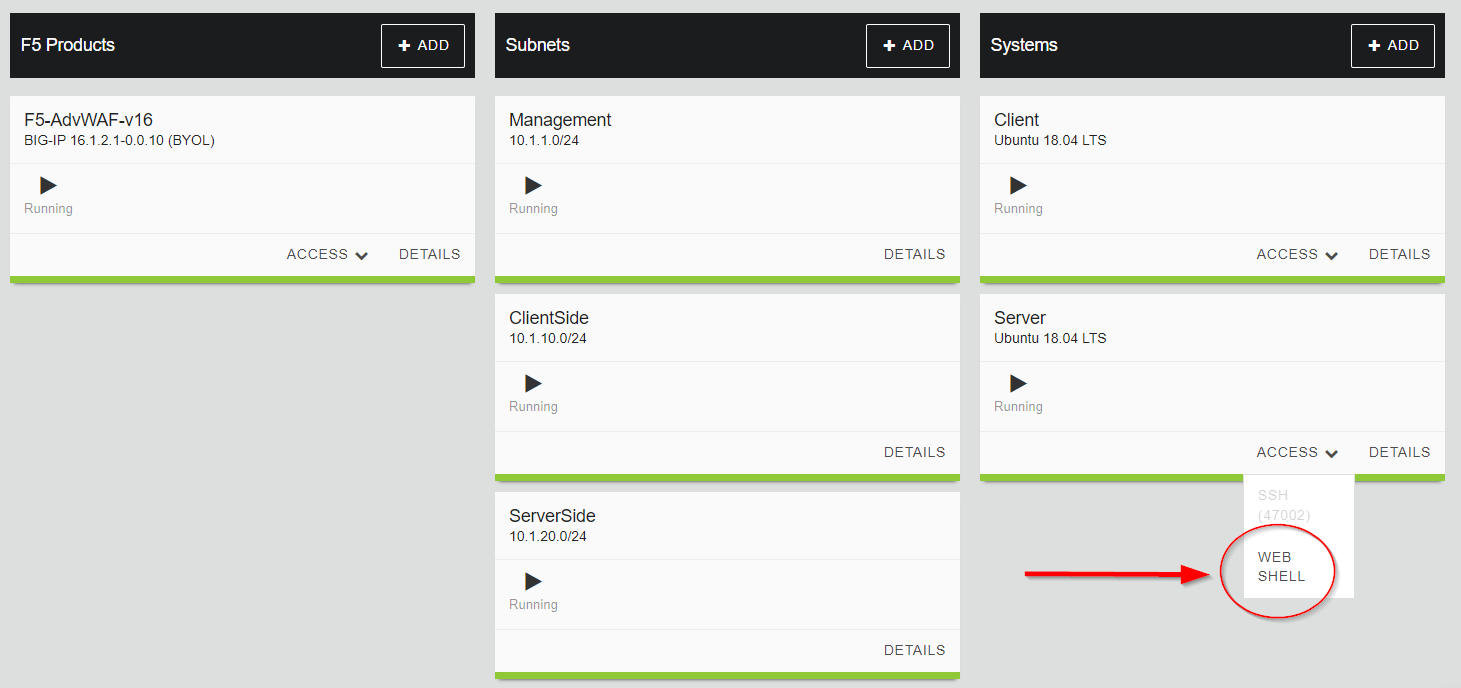 F5 Products
ADD
F5-AdvWAF-v16
BIG-IP 16.1.2.1-0.0.10 (BYOL)
Running
ACCESS
DETAILS
Subnets
ADD
Management
10.1.1.0/24
Running
DETAILS
ClientSide
10.1.10.0/24
Running
DETAILS
ServerSide
10.1.20.0/24
Running
DETAILS
Systems
ADD
Client
Ubuntu 18.04 LTS
Running
ACCESS
DETAILS
Server
Ubuntu 18.04 LTS
Running
ACCESS
DETAILS
SSH
(47002)
WEB
SHELL